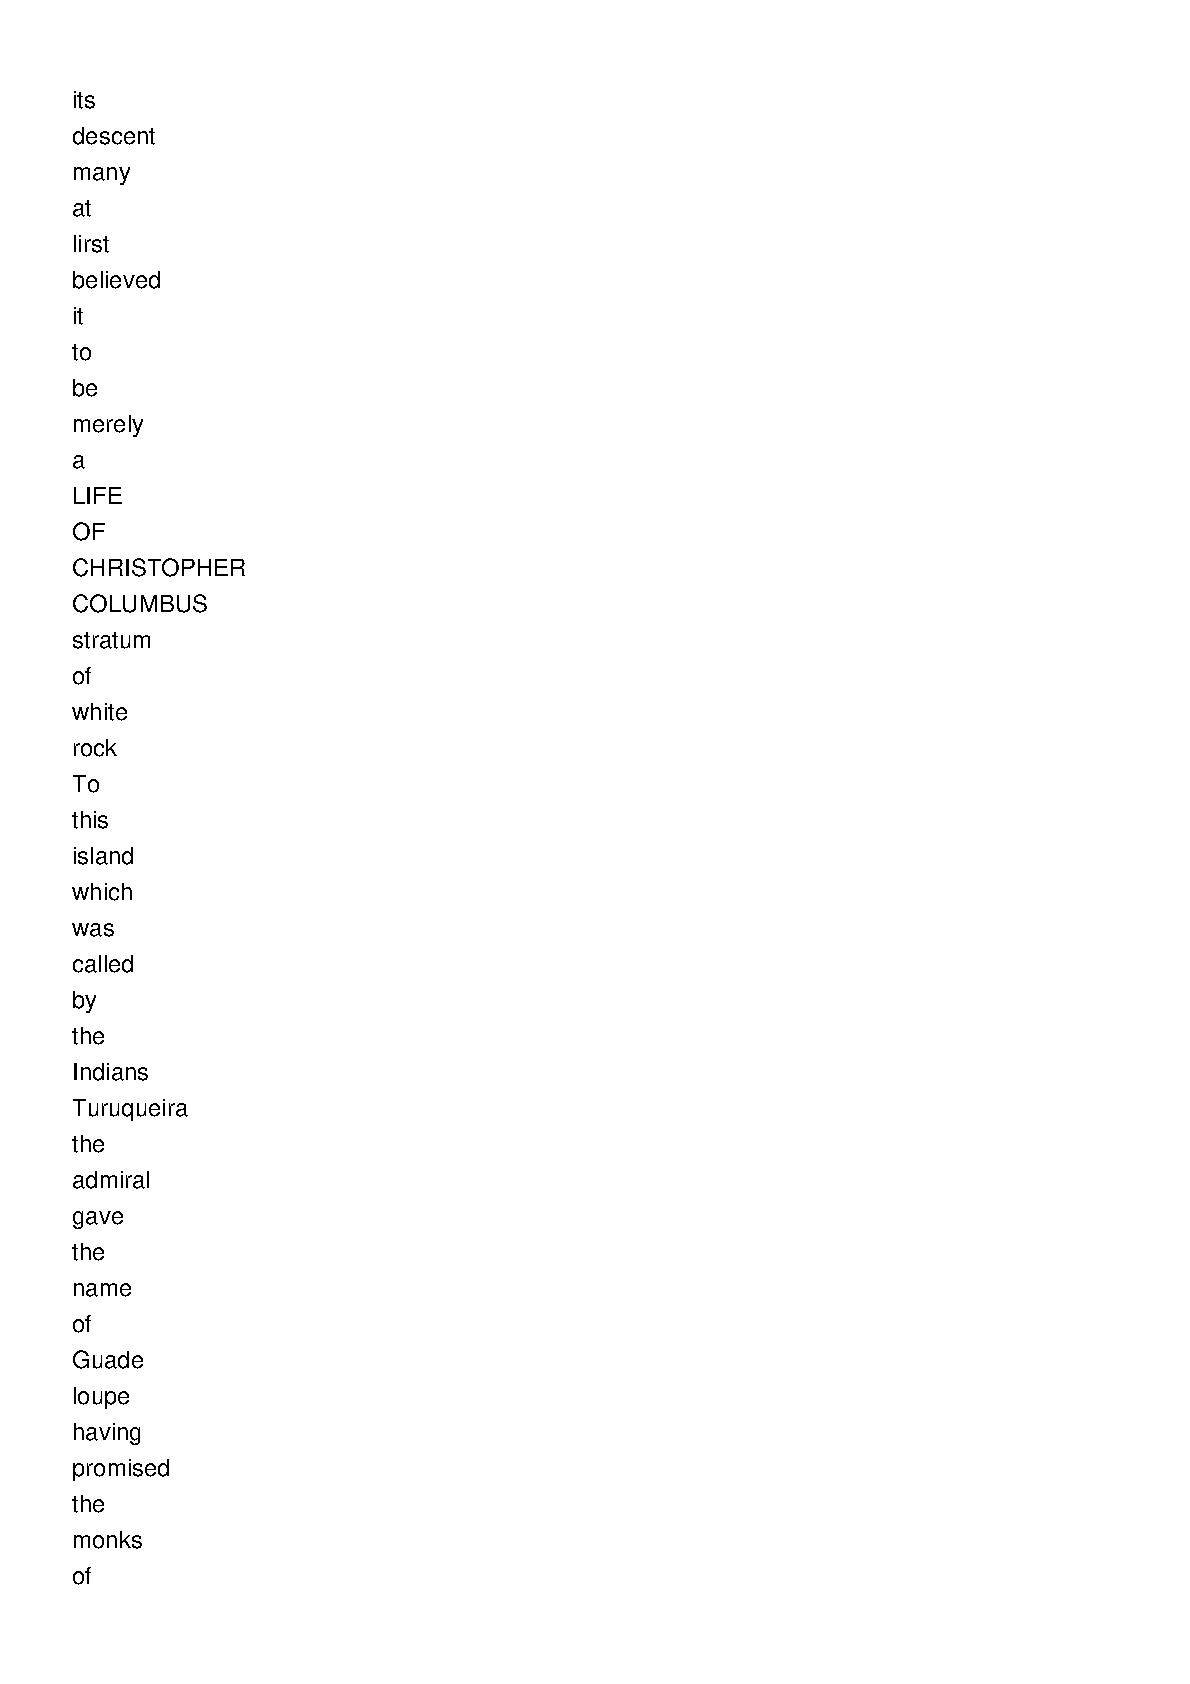 its
descent
many
at
lirst
believed
it
to
be
merely
a
LIFE
OF
CHRISTOPHER
COLUMBUS
stratum
of
white
rock
To
this
island
which
was
called
by
the
Indians
Turuqueira
the
admiral
gave
the
name
of
Guade
loupe
having
promised
the
monks
of